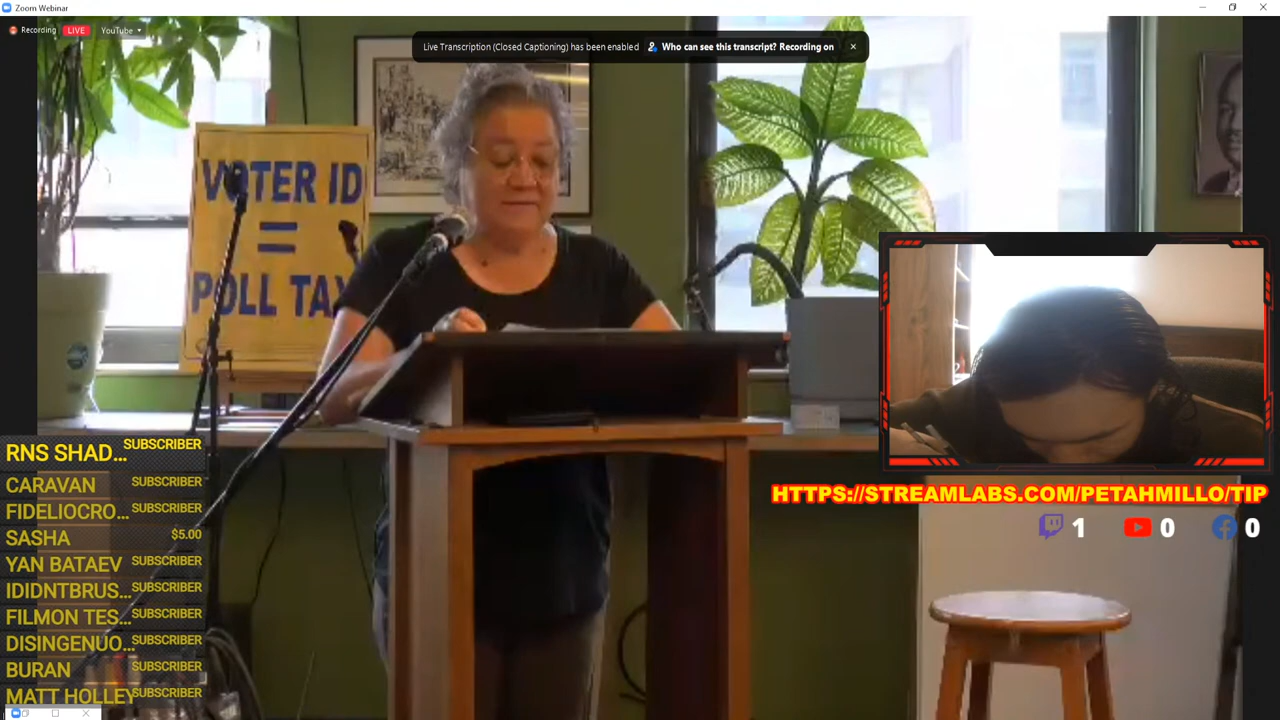 Zoom Webinar
Recording
LIVE
YouTube
Live Transcription (Closed Captioning) has been enabled
Who can see this transcript? Recording on
VOTER ID
=
POLL TAX
RNS SHAD... SUBSCRIBER
CARAVAN SUBSCRIBER
FIDELIOCRO... SUBSCRIBER
SASHA $5.00
YAN BATAEV SUBSCRIBER
IDIDNTBRUS... SUBSCRIBER
FILMON TES... SUBSCRIBER
DISINGENUO... SUBSCRIBER
BURAN SUBSCRIBER
MATT HOLLEY SUBSCRIBER
HTTPS://STREAMLABS.COM/PETAHMILLO/TIP
1 0 0